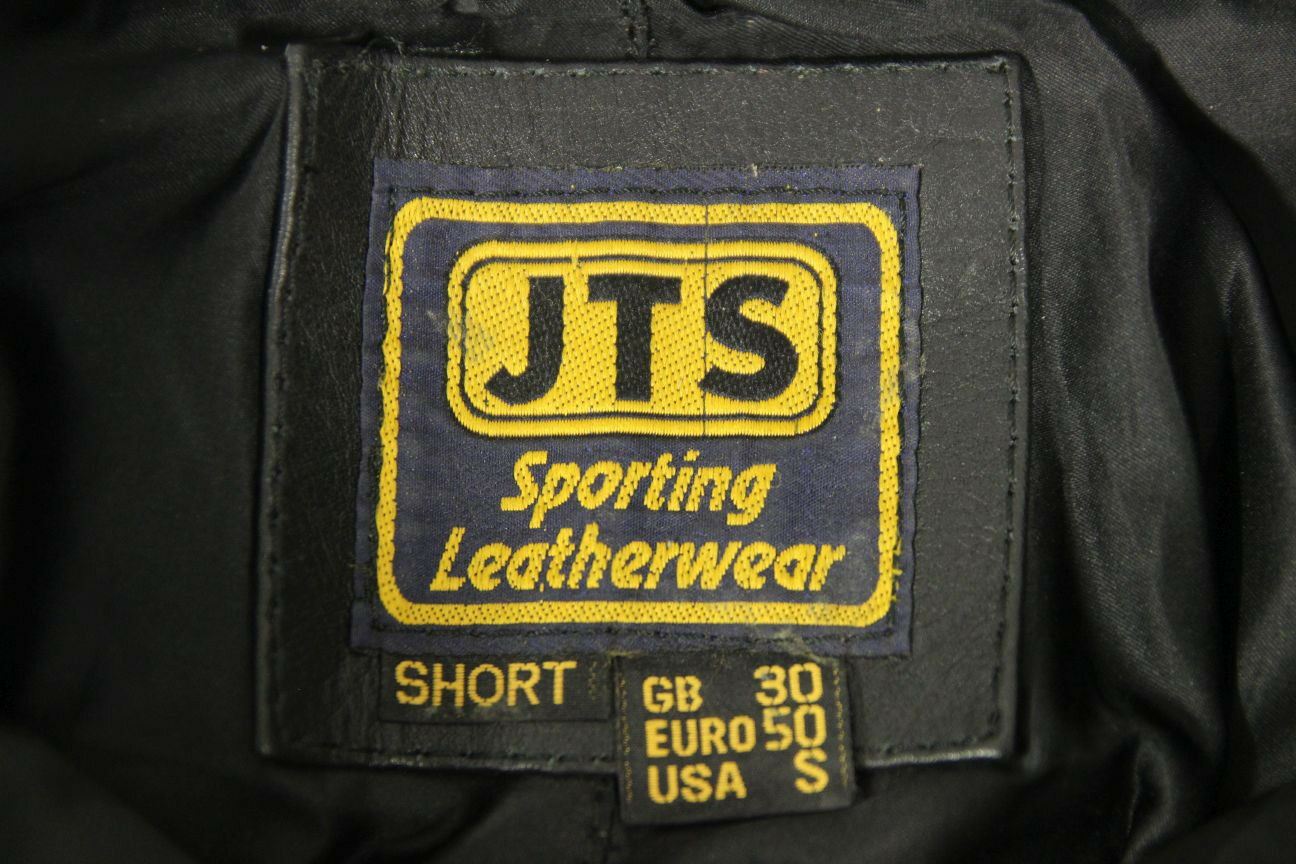 JTS
Sporting
Leatherwear
SHORT
GB 30
EURO 50
USA S